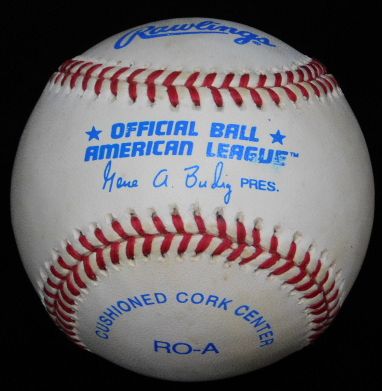 Rawlings
★ OFFICIAL BALL ★
AMERICAN LEAGUE™
Gene A. Budig PRES.
CUSHIONED CORK CENTER
RO-A